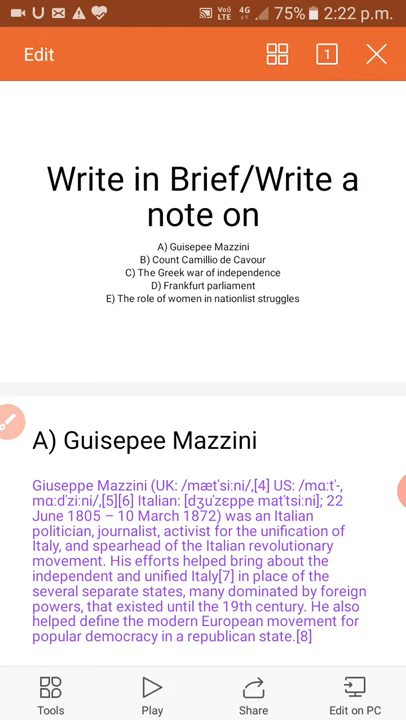 Vo) 4G 75% 2:22 p.m.
LTE
Edit 1
Write in Brief/Write a
note on
A) Guisepee Mazzini
B) Count Camillio de Cavour
C) The Greek war of independence
D) Frankfurt parliament
E) The role of women in nationlist struggles
A) Guisepee Mazzini
Giuseppe Mazzini (UK: /mætˈsiːni/,[4] US: /mɑːtˈ-,
mɑːdˈziːni/,[5][6] Italian: [dʒuˈzɛppe matˈtsiːni]; 22
June 1805 – 10 March 1872) was an Italian
politician, journalist, activist for the unification of
Italy, and spearhead of the Italian revolutionary
movement. His efforts helped bring about the
independent and unified Italy[7] in place of the
several separate states, many dominated by foreign
powers, that existed until the 19th century. He also
helped define the modern European movement for
popular democracy in a republican state.[8]
Tools Play Share Edit on PC